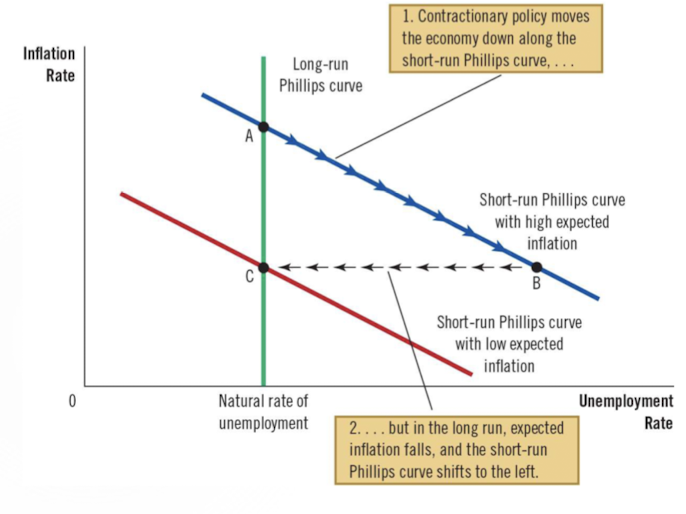 1. Contractionary policy moves
the economy down along the
short-run Phillips curve, . . .
Inflation
Rate
Long-run
Phillips curve
A
Short-run Phillips curve
with high expected
inflation
C
B
Short-run Phillips curve
with low expected
inflation
0
Natural rate of
unemployment
Unemployment
Rate
2. . . . but in the long run, expected
inflation falls, and the short-run
Phillips curve shifts to the left.